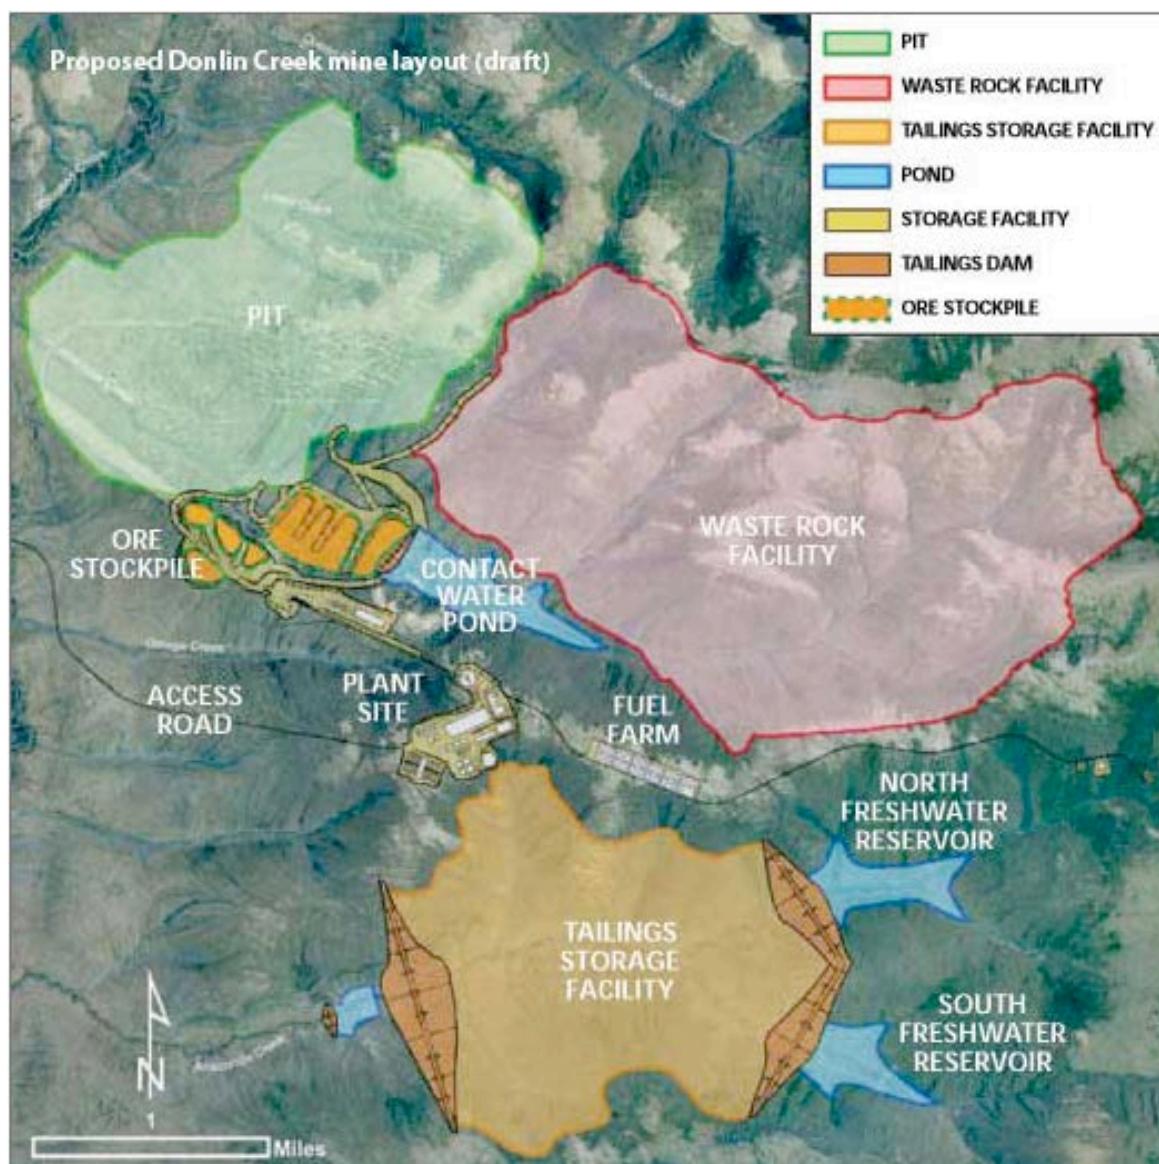 Proposed Donlin Creek mine layout (draft)
PIT
WASTE ROCK FACILITY
TAILINGS STORAGE FACILITY
POND
STORAGE FACILITY
TAILINGS DAM
ORE STOCKPILE
PIT
ORE
STOCKPILE
CONTACT
WATER
POND
WASTE ROCK
FACILITY
ACCESS
ROAD
PLANT
SITE
FUEL
FARM
NORTH
FRESHWATER
RESERVOIR
TAILINGS
STORAGE
FACILITY
SOUTH
FRESHWATER
RESERVOIR
N
1
Miles